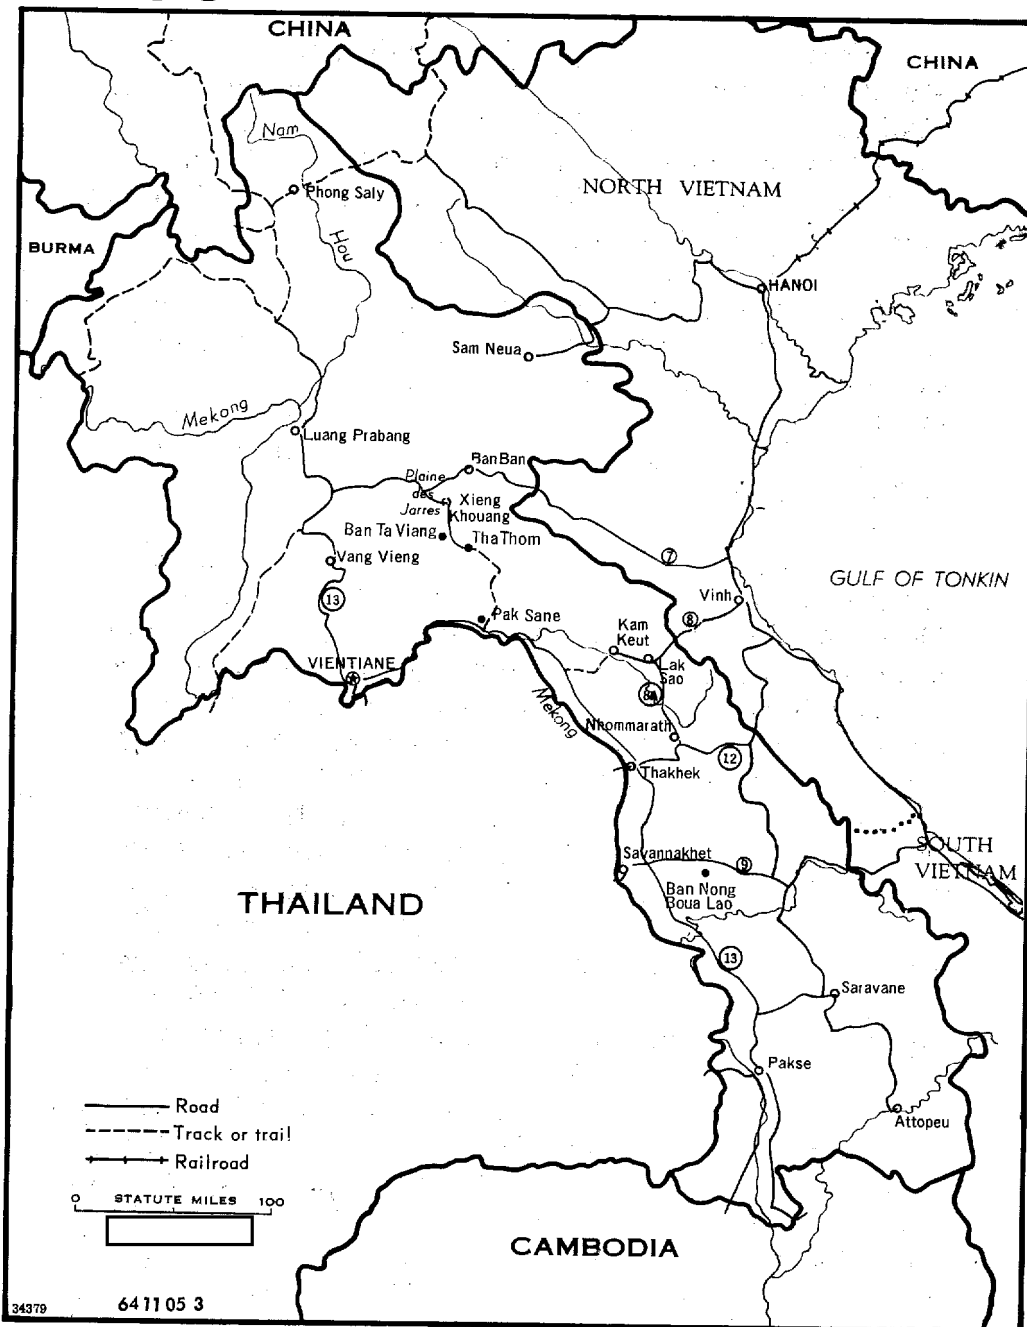 CHINA
CHINA
Nam
Phong Saly
NORTH VIETNAM
BURMA
Hou
HANOI
Sam Neua
Mekong
Luang Prabang
Ban Ban
Plaine
des
Jarres
Xieng
Khouang
Ban Ta Viang
Tha Thom
Vang Vieng
7
GULF OF TONKIN
13
Vinh
8
Pak Sane
Kam
Keut
VIENTIANE
Lak
Sao
8A
Mekong
Nhommarath
12
Thakhek
SOUTH
VIETNAM
Savannakhet
9
Ban Nong
Boua Lao
THAILAND
13
Saravane
Pakse
Attopeu
Road
Track or trail
Railroad
0 STATUTE MILES 100
CAMBODIA
34379
64 11 05 3